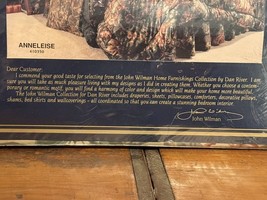 ANNELEISE
Dear Customer:
I commend your good taste for selecting from the John Wilman Home Furnishings Collection by Dan River. I am
sure you will take as much pleasure living with my designs as I did in creating them. Whether you choose a contem-
porary or romantic motif, you will find a harmony of color and design which will make your home more beautiful.
The John Wilman Collection for Dan River includes draperies, sheets, pillowcases, comforters, decorative pillows,
shams, bed skirts and wallcoverings - all coordinated so that you can create a stunning bedroom interior.
John Wilman